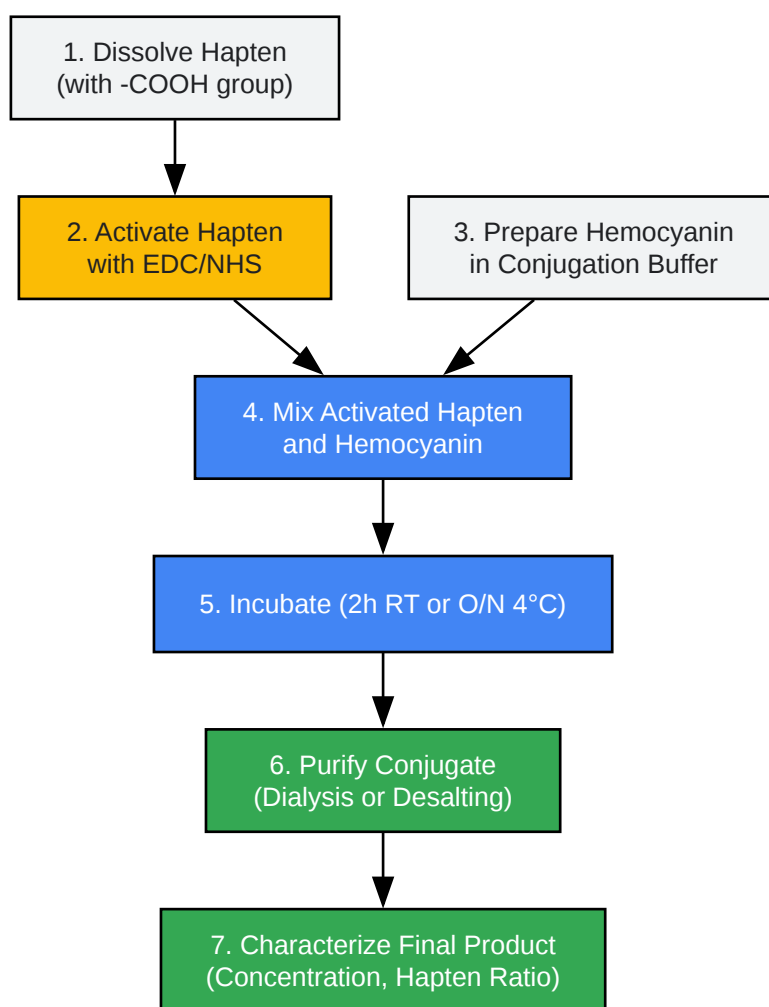 1. Dissolve Hapten
(with -COOH group)
2. Activate Hapten
with EDC/NHS
3. Prepare Hemocyanin
in Conjugation Buffer
4. Mix Activated Hapten
and Hemocyanin
5. Incubate (2h RT or O/N 4°C)
6. Purify Conjugate
(Dialysis or Desalting)
7. Characterize Final Product
(Concentration, Hapten Ratio)